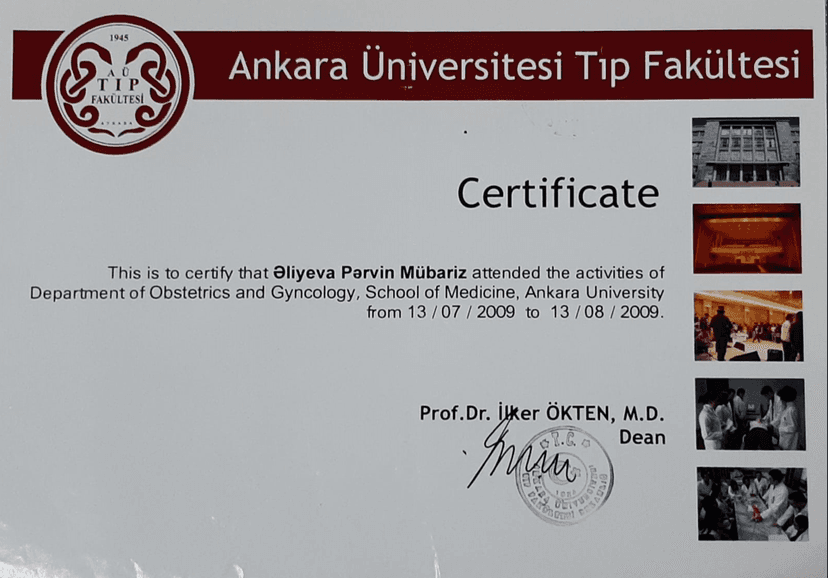 1945
A Ü
TIP
FAKÜLTESİ
ANKARA
Ankara Üniversitesi Tıp Fakültesi
Certificate
This is to certify that Əliyeva Pərvin Mübariz attended the activities of
Department of Obstetrics and Gyncology, School of Medicine, Ankara University
from 13 / 07 / 2009 to 13 / 08 / 2009.
Prof.Dr. İlker ÖKTEN, M.D.
Dean
T.C.